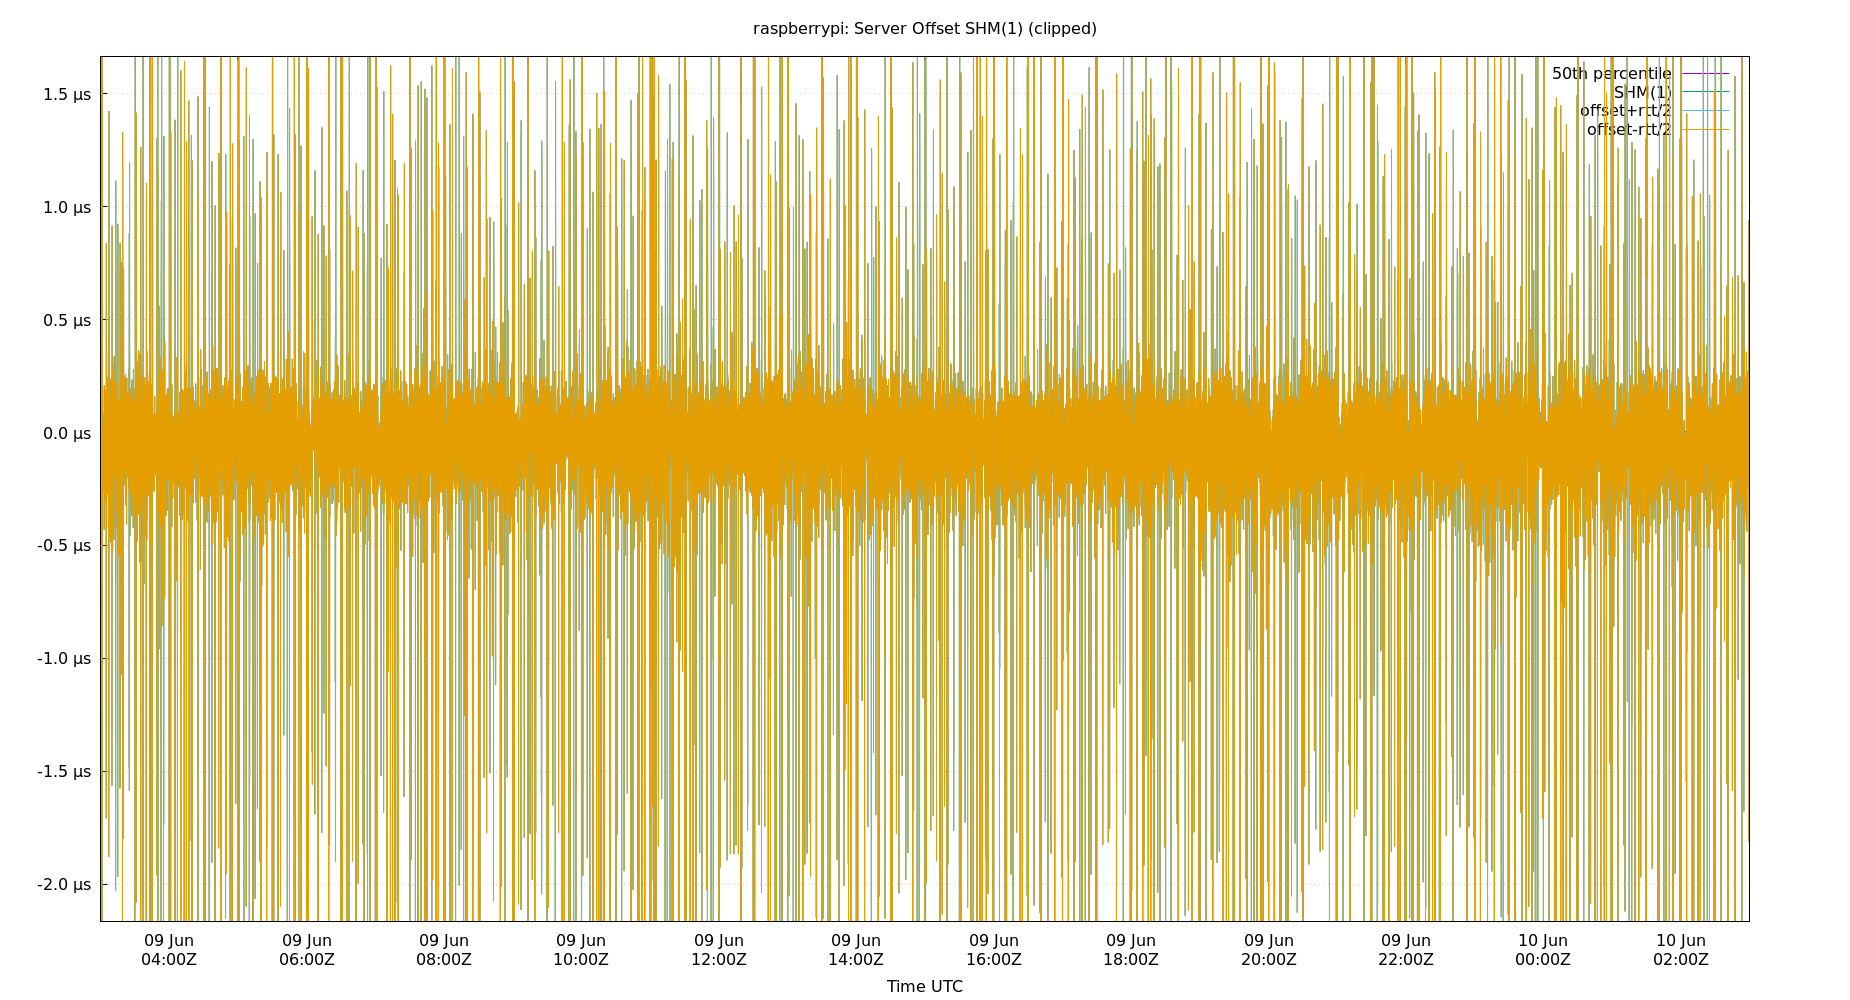 raspberrypi: Server Offset SHM(1) (clipped)
50th percentile
SHM(1)
offset+rtt/2
offset-rtt/2
1.5 µs
1.0 µs
0.5 µs
0.0 µs
-0.5 µs
-1.0 µs
-1.5 µs
-2.0 µs
09 Jun 09 Jun 09 Jun 09 Jun 09 Jun 09 Jun 09 Jun 09 Jun 09 Jun 09 Jun 10 Jun 10 Jun
04:00Z 06:00Z 08:00Z 10:00Z 12:00Z 14:00Z 16:00Z 18:00Z 20:00Z 22:00Z 00:00Z 02:00Z
Time UTC